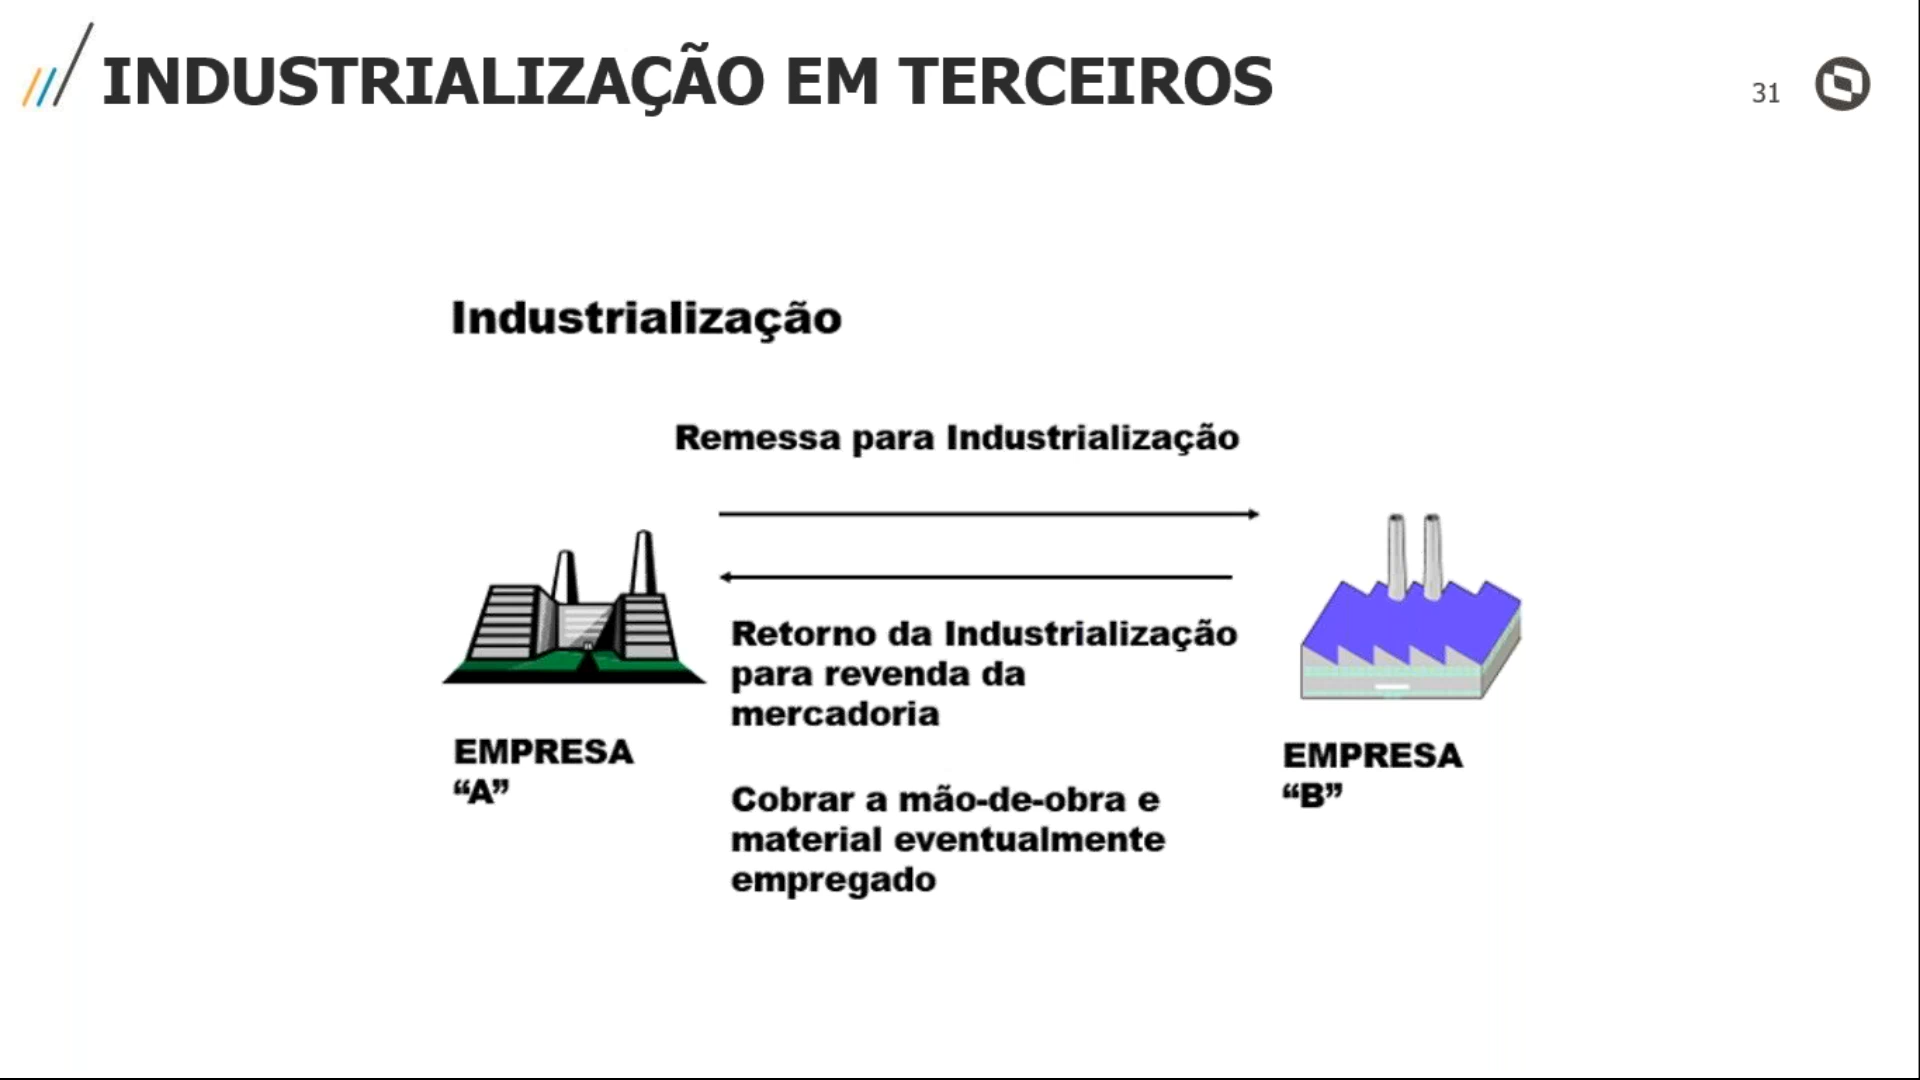 INDUSTRIALIZAÇÃO EM TERCEIROS
31
Industrialização
Remessa para Industrialização
Retorno da Industrialização
para revenda da
mercadoria
EMPRESA
“A”
EMPRESA
“B”
Cobrar a mão-de-obra e
material eventualmente
empregado